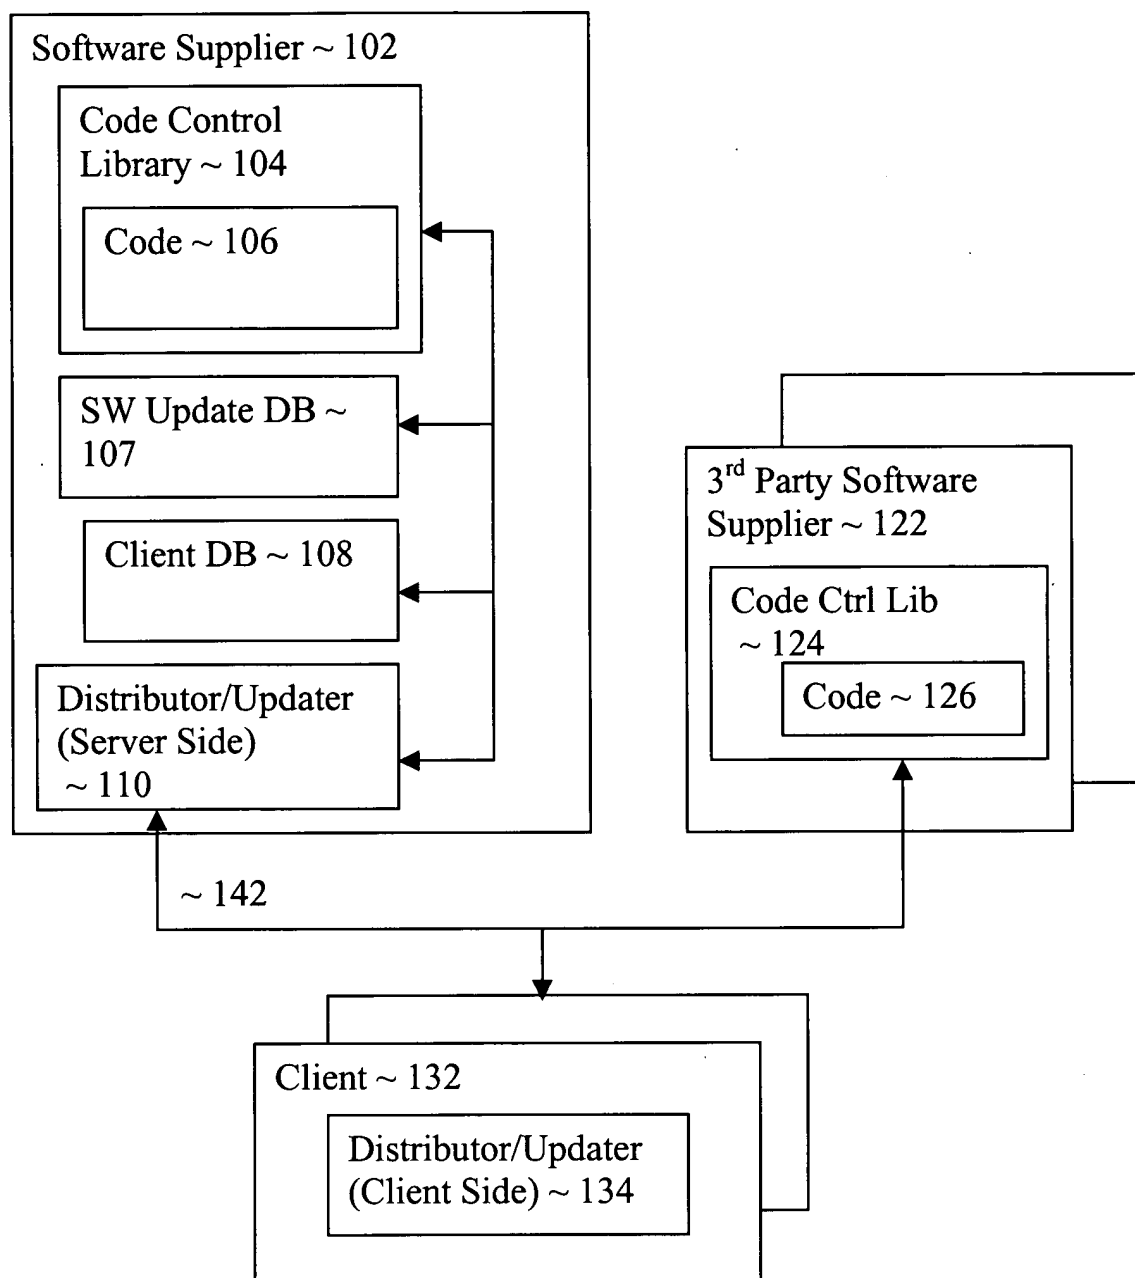 Software Supplier ~ 102
Code Control
Library ~ 104
Code ~ 106
SW Update DB ~
107
Client DB ~ 108
Distributor/Updater
(Server Side)
~ 110
3rd Party Software
Supplier ~ 122
Code Ctrl Lib
~ 124
Code ~ 126
~ 142
Client ~ 132
Distributor/Updater
(Client Side) ~ 134